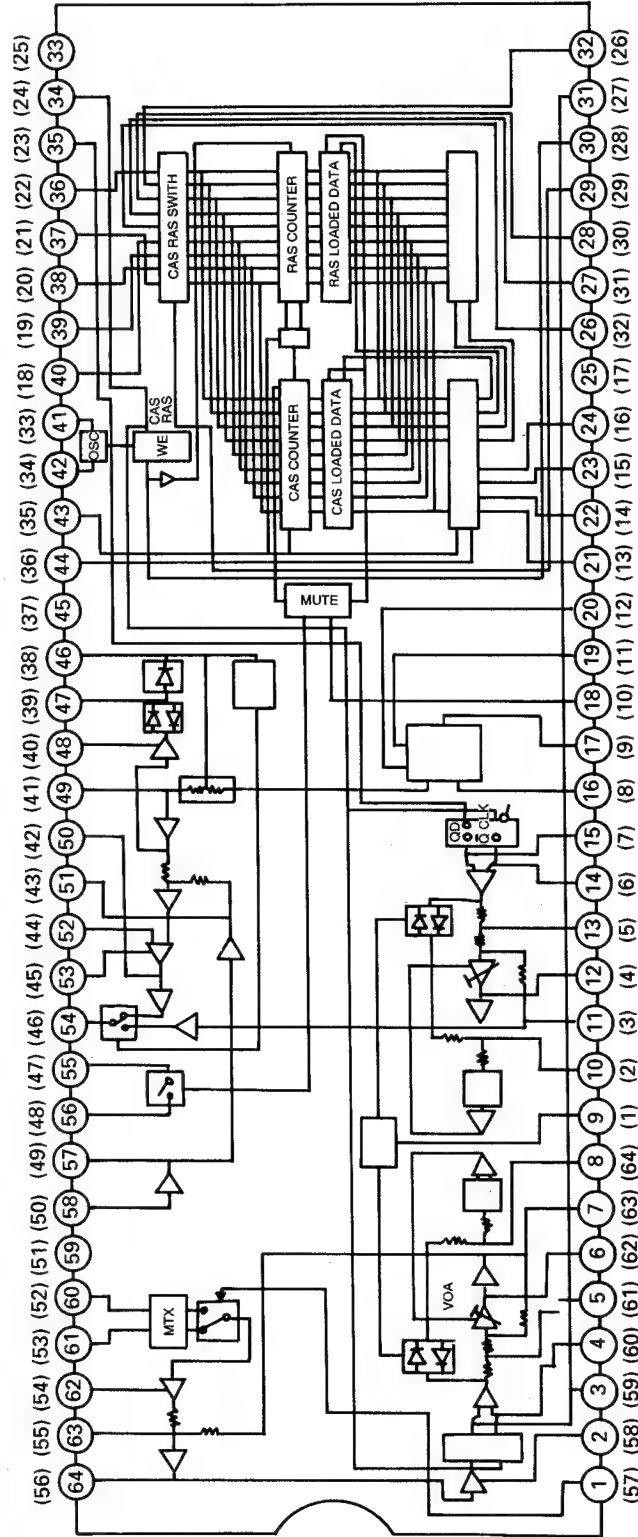 (56) (55) (54) (53) (52) (51) (50) (49) (48) (47) (46) (45) (44) (43) (42) (41) (40) (39) (38) (37) (36) (35) (34) (33) (18) (19) (20) (21) (22) (23) (24) (25)
64 63 62 61 60 59 58 57 56 55 54 53 52 51 50 49 48 47 46 45 44 43 42 41 40 39 38 37 36 35 34 33
OSC
MTX
WE
CAS
RAS
CAS RAS SWITH
MUTE
CAS COUNTER
RAS COUNTER
CAS LOADED DATA
RAS LOADED DATA
VOA
QD
Q̄ CLK
1 2 3 4 5 6 7 8 9 10 11 12 13 14 15 16 17 18 19 20 21 22 23 24 25 26 27 28 29 30 31 32
(57) (58) (59) (60) (61) (62) (63) (64) (1) (2) (3) (4) (5) (6) (7) (8) (9) (10) (11) (12) (13) (14) (15) (16) (17) (32) (31) (30) (29) (28) (27) (26)